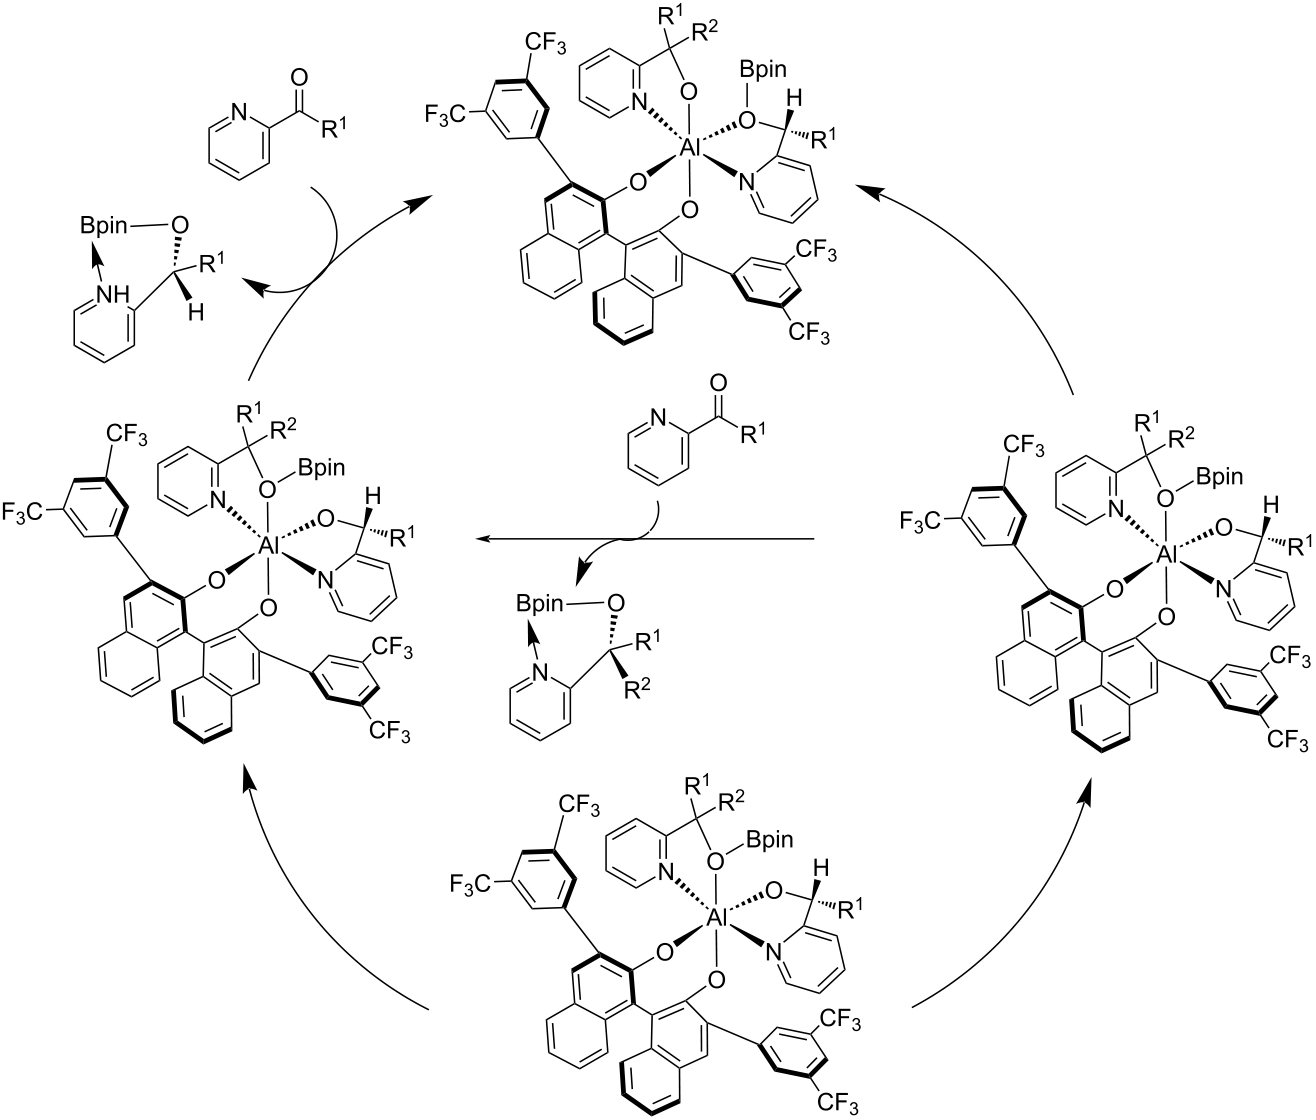 R¹
R²
CF₃
Bpin
O
H
N
O
F₃C
O
R¹
Al
N
R¹
O
N
O
Bpin
O
R¹
NH
H
CF₃
CF₃
O
N
R¹
R¹
R²
CF₃
Bpin
O
N
H
F₃C
O
R¹
Al
O
N
O
CF₃
CF₃
R¹
R²
CF₃
Bpin
O
N
H
F₃C
O
R¹
Al
O
N
O
CF₃
CF₃
Bpin
O
R¹
N
R²
R¹
R²
CF₃
Bpin
O
H
F₃C
N
O
R¹
Al
O
N
O
CF₃
CF₃